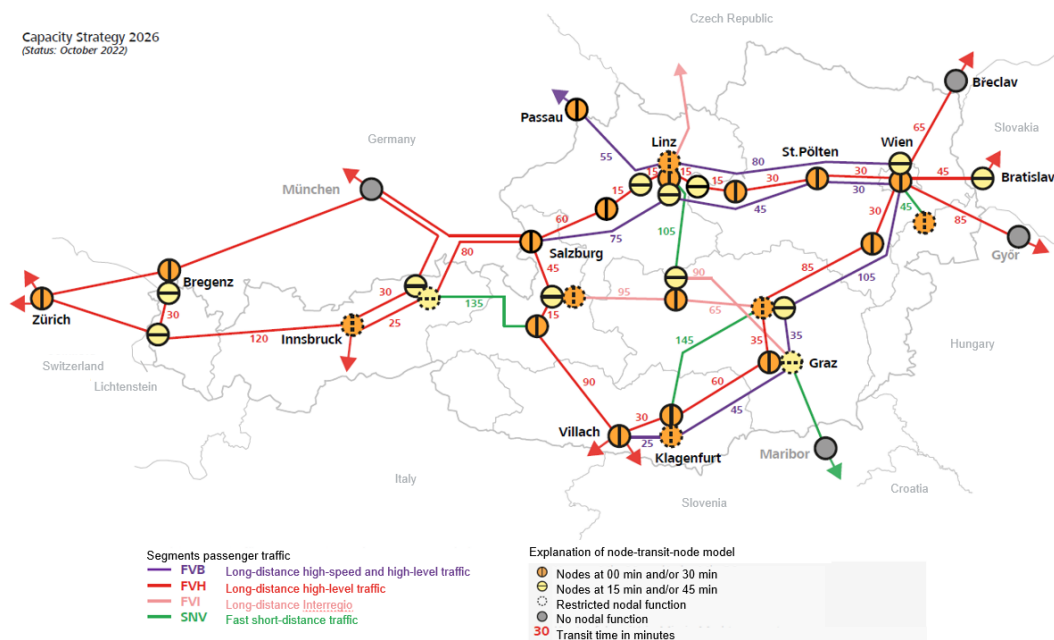 Capacity Strategy 2026
(Status: October 2022)
Czech Republic
Břeclav
Passau
Slovakia
65
Germany
Linz
St.Pölten
Wien
55
80
München
15
15
30
30
45
Bratislava
15
15
45
30
45
60
75
30
85
80
Salzburg
105
Györ
45
85
105
Bregenz
90
30
95
Zürich
30
135
15
65
25
120
Innsbruck
35
145
35
Hungary
Switzerland
Graz
Liechtenstein
90
60
30
45
Villach
25
Klagenfurt
Maribor
Italy
Croatia
Slovenia
Segments passenger traffic
FVB Long-distance high-speed and high-level traffic
FVH Long-distance high-level traffic
FVI Long-distance Interregio
SNV Fast short-distance traffic
Explanation of node-transit-node model
Nodes at 00 min and/or 30 min
Nodes at 15 min and/or 45 min
Restricted nodal function
No nodal function
30 Transit time in minutes